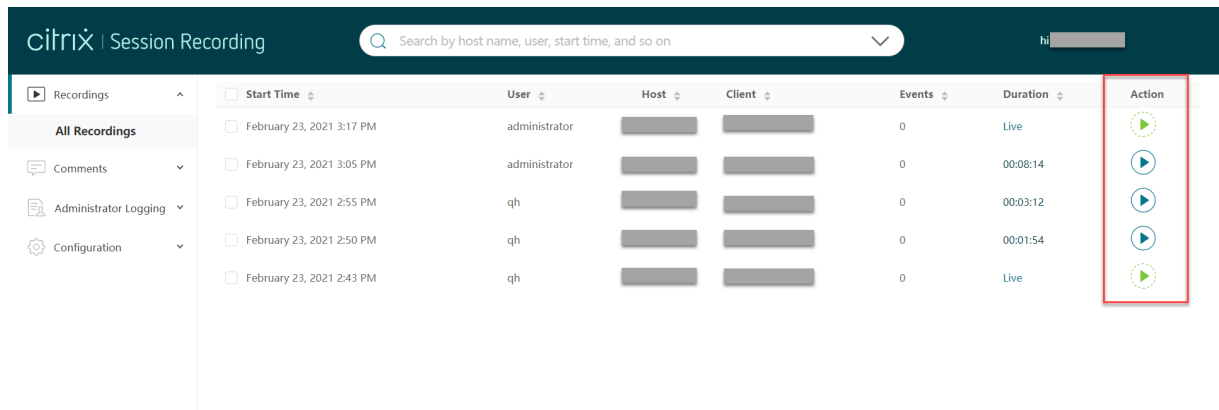 citrix | Session Recording
Search by host name, user, start time, and so on
hi
Recordings
All Recordings
Comments
Administrator Logging
Configuration
Start Time User Host Client Events Duration Action
February 23, 2021 3:17 PM administrator 0 Live
February 23, 2021 3:05 PM administrator 0 00:08:14
February 23, 2021 2:55 PM qh 0 00:03:12
February 23, 2021 2:50 PM qh 0 00:01:54
February 23, 2021 2:43 PM qh 0 Live